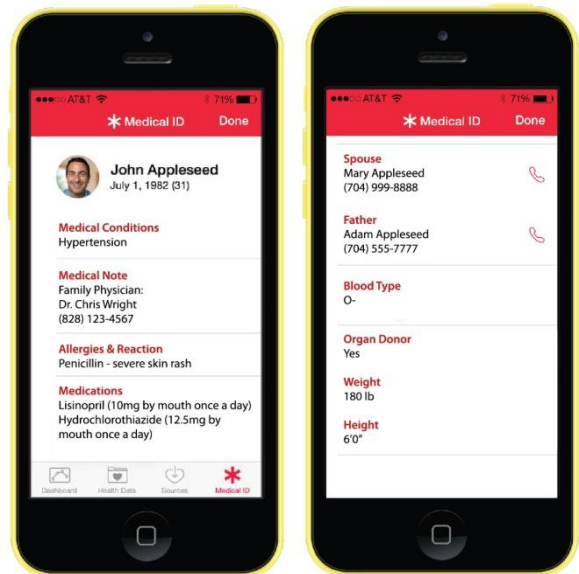 AT&T 71%
Medical ID Done
John Appleseed
July 1, 1982 (31)
Medical Conditions
Hypertension
Medical Note
Family Physician:
Dr. Chris Wright
(828) 123-4567
Allergies & Reaction
Penicillin - severe skin rash
Medications
Lisinopril (10mg by mouth once a day)
Hydrochlorothiazide (12.5mg by
mouth once a day)
Dashboard Health Data Sources Medical ID
AT&T 71%
Medical ID Done
Spouse
Mary Appleseed
(704) 999-8888
Father
Adam Appleseed
(704) 555-7777
Blood Type
O-
Organ Donor
Yes
Weight
180 lb
Height
6'0"